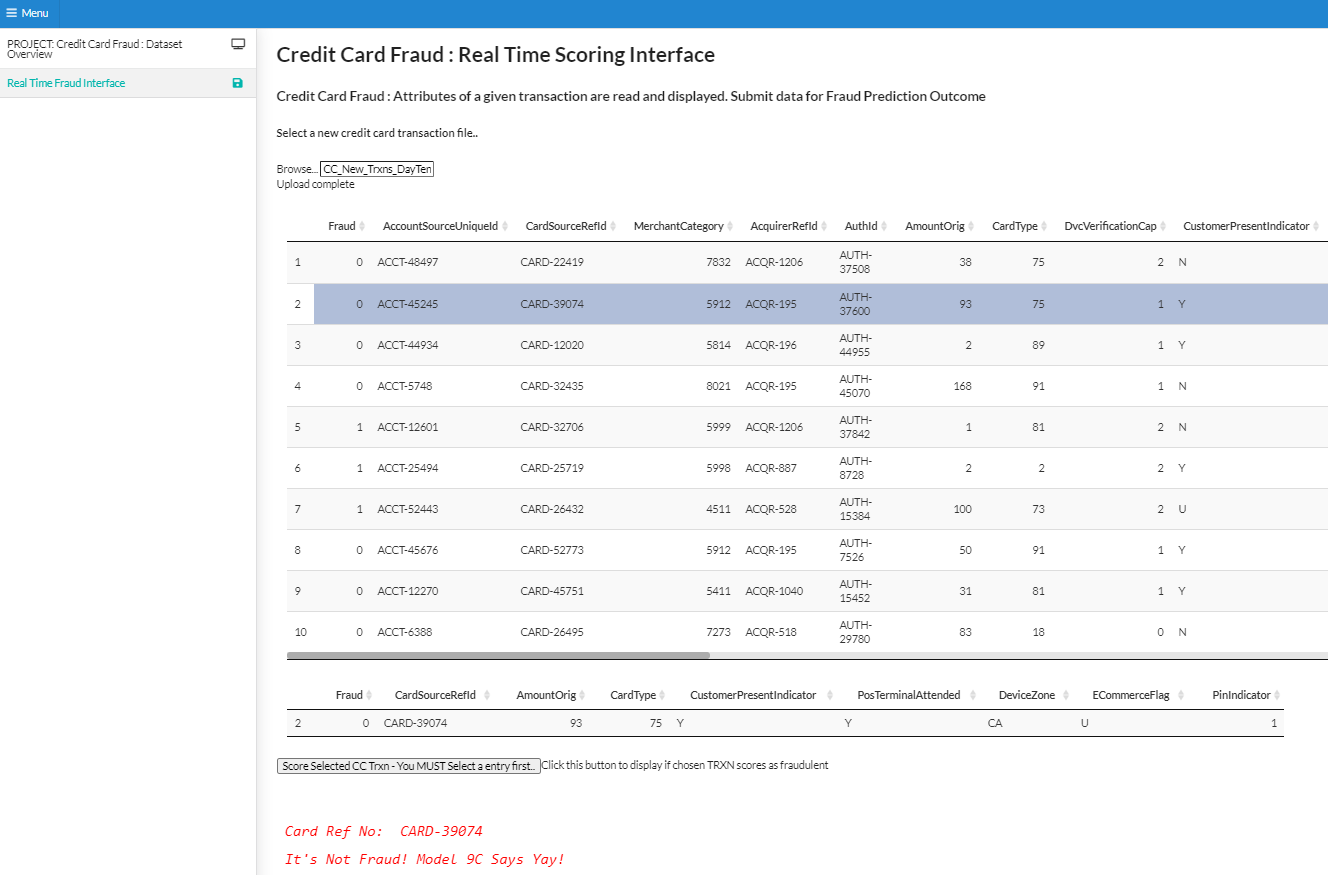 Menu
PROJECT: Credit Card Fraud : Dataset
Overview
Real Time Fraud Interface
Credit Card Fraud : Real Time Scoring Interface
Credit Card Fraud : Attributes of a given transaction are read and displayed. Submit data for Fraud Prediction Outcome
Select a new credit card transaction file..
Browse... CC_New_Trxns_DayTen
Upload complete
Fraud AccountSourceUniqueId CardSourceRefId MerchantCategory AcquirerRefId AuthId AmountOrig CardType DvcVerificationCap CustomerPresentIndicator
1 0 ACCT-48497 CARD-22419 7832 ACQR-1206 AUTH-37508 38 75 2 N
2 0 ACCT-45245 CARD-39074 5912 ACQR-195 AUTH-37600 93 75 1 Y
3 0 ACCT-44934 CARD-12020 5814 ACQR-196 AUTH-44955 2 89 1 Y
4 0 ACCT-5748 CARD-32435 8021 ACQR-195 AUTH-45070 168 91 1 N
5 1 ACCT-12601 CARD-32706 5999 ACQR-1206 AUTH-37842 1 81 2 N
6 1 ACCT-25494 CARD-25719 5998 ACQR-887 AUTH-8728 2 2 2 Y
7 1 ACCT-52443 CARD-26432 4511 ACQR-528 AUTH-15384 100 73 2 U
8 0 ACCT-45676 CARD-52773 5912 ACQR-195 AUTH-7526 50 91 1 Y
9 0 ACCT-12270 CARD-45751 5411 ACQR-1040 AUTH-15452 31 81 1 Y
10 0 ACCT-6388 CARD-26495 7273 ACQR-518 AUTH-29780 83 18 0 N
Fraud CardSourceRefId AmountOrig CardType CustomerPresentIndicator PosTerminalAttended DeviceZone ECommerceFlag PinIndicator
2 0 CARD-39074 93 75 Y Y CA U 1
Score Selected CC Trxn - You MUST Select a entry first.. Click this button to display if chosen TRXN scores as fraudulent
Card Ref No: CARD-39074
It's Not Fraud! Model 9C Says Yay!